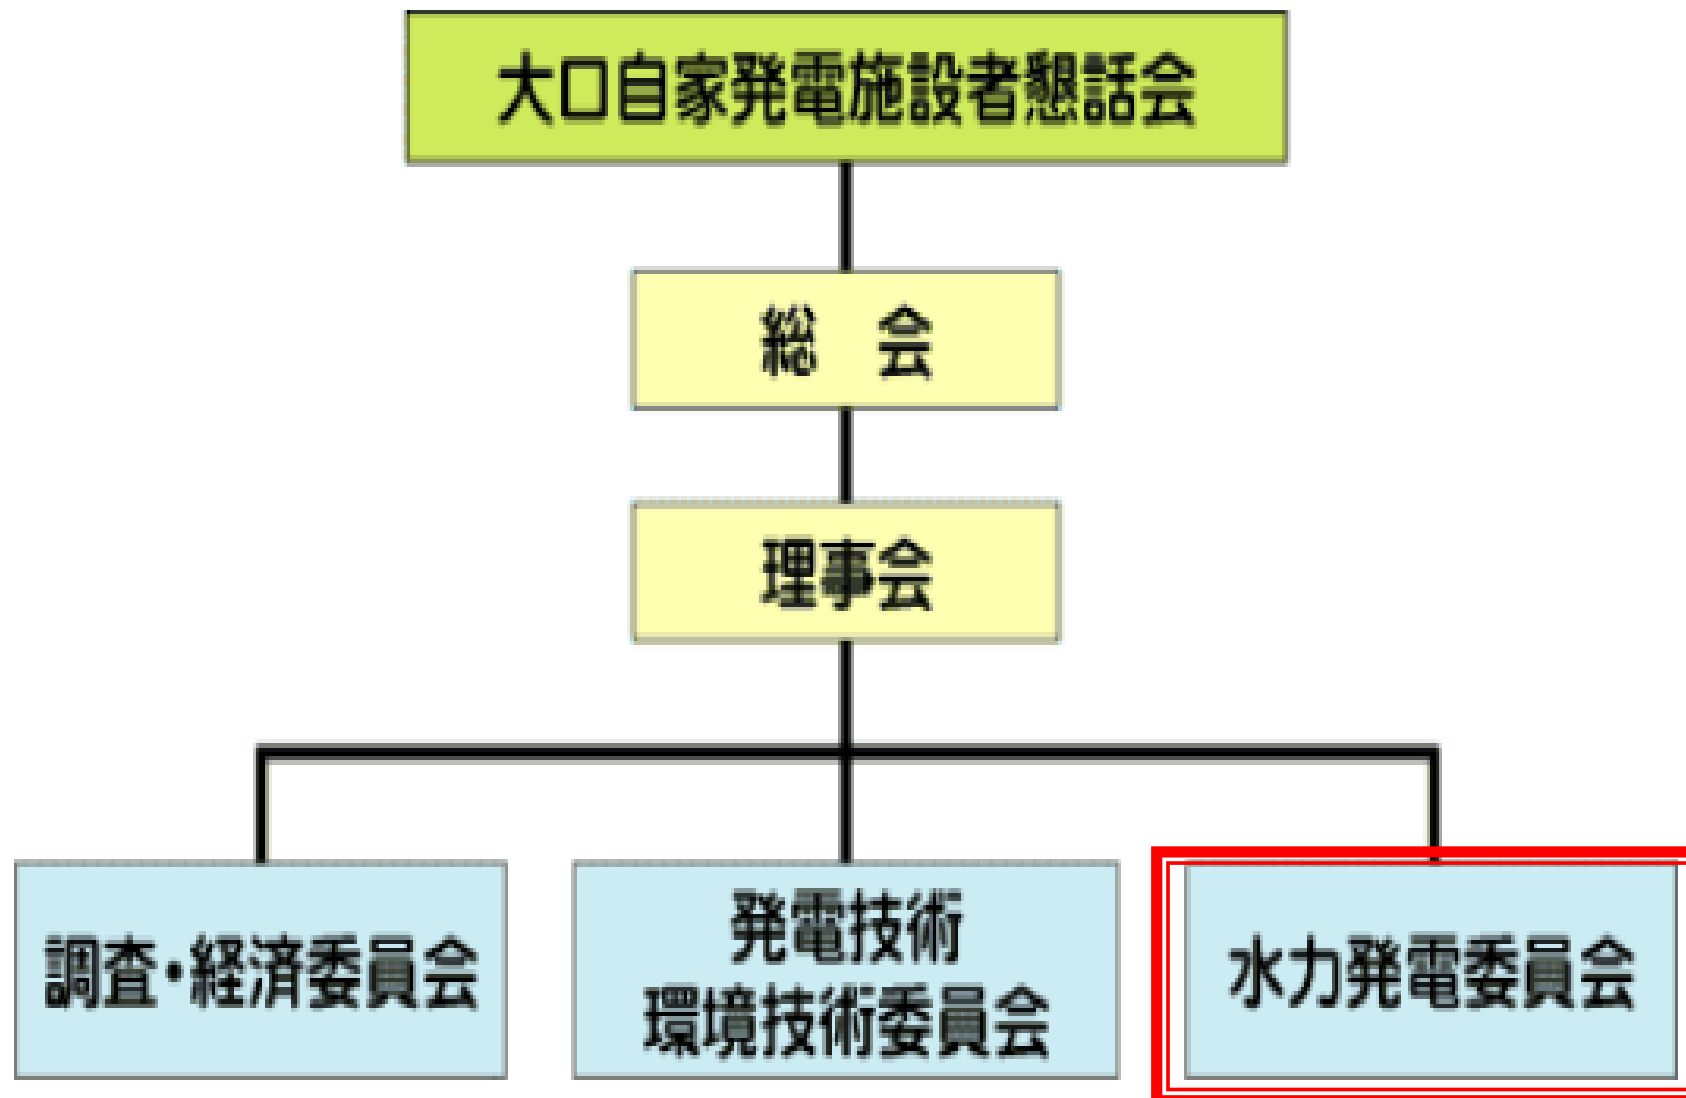 大口自家発電施設者懇話会
総　会
理事会
調査・経済委員会
発電技術
環境技術委員会
水力発電委員会